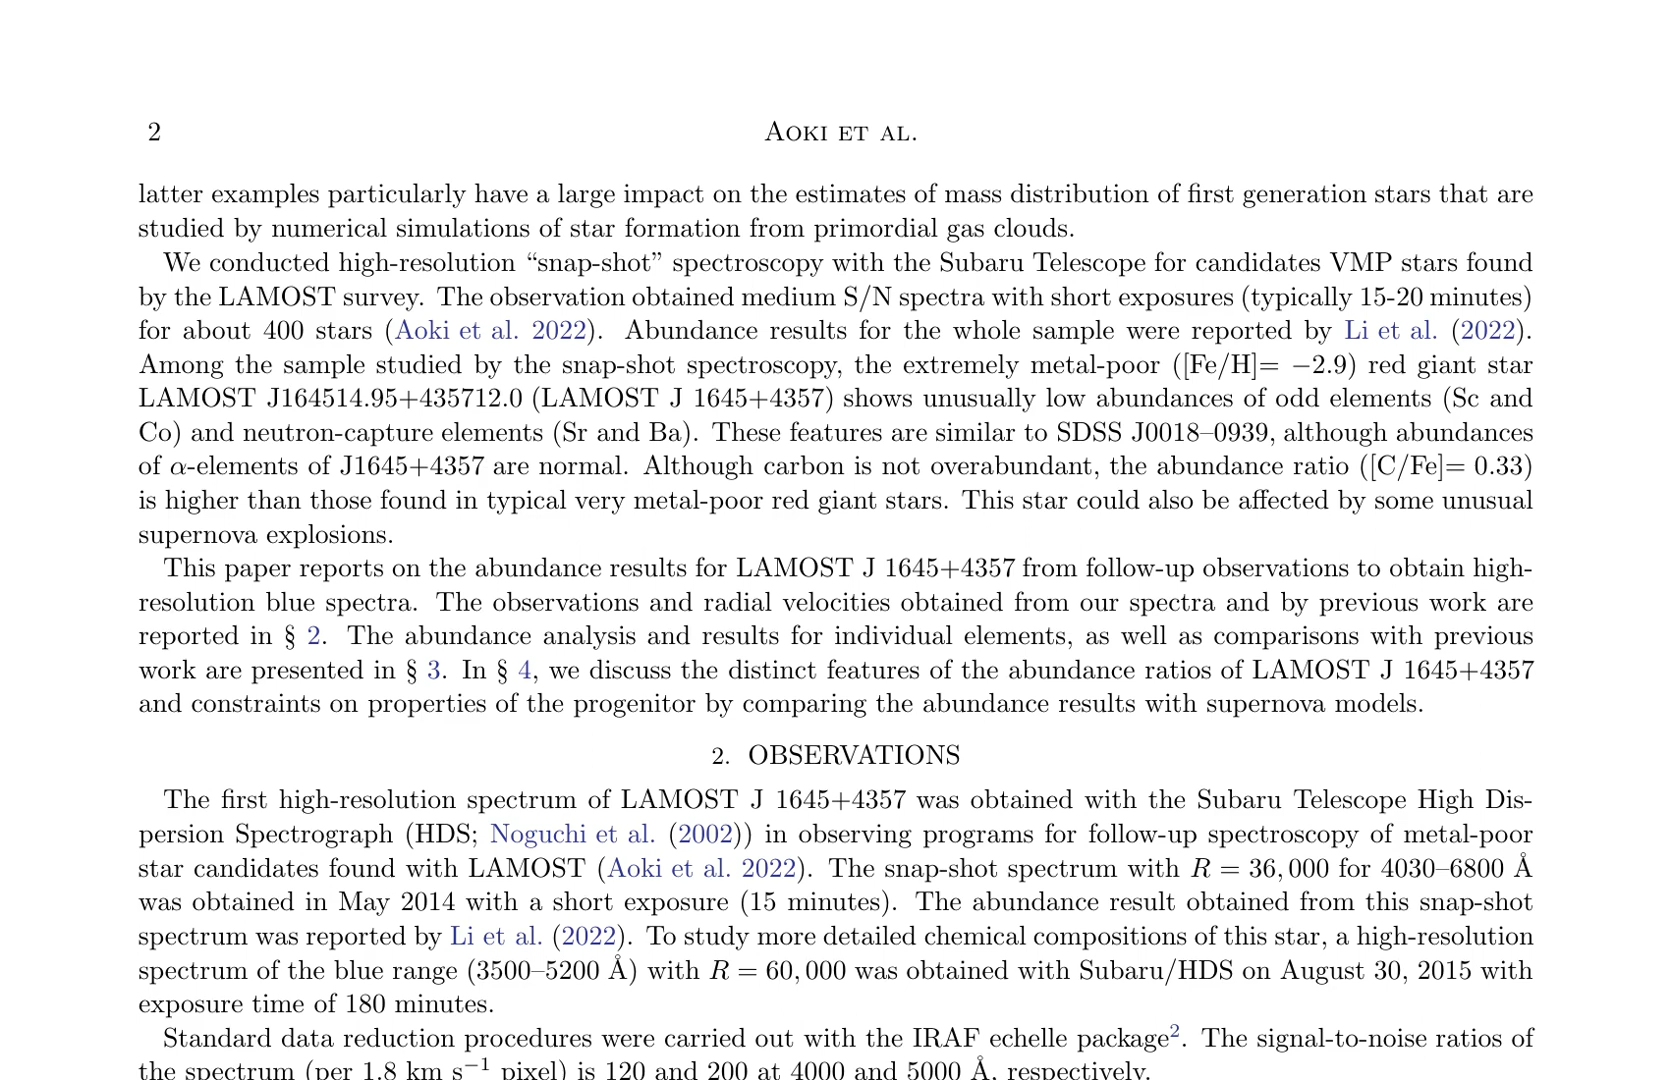 2
AOKI ET AL.
latter examples particularly have a large impact on the estimates of mass distribution of first generation stars that are
studied by numerical simulations of star formation from primordial gas clouds.
We conducted high-resolution “snap-shot” spectroscopy with the Subaru Telescope for candidates VMP stars found
by the LAMOST survey. The observation obtained medium S/N spectra with short exposures (typically 15-20 minutes)
for about 400 stars (Aoki et al. 2022). Abundance results for the whole sample were reported by Li et al. (2022).
Among the sample studied by the snap-shot spectroscopy, the extremely metal-poor ([Fe/H]= −2.9) red giant star
LAMOST J164514.95+435712.0 (LAMOST J 1645+4357) shows unusually low abundances of odd elements (Sc and
Co) and neutron-capture elements (Sr and Ba). These features are similar to SDSS J0018–0939, although abundances
of α-elements of J1645+4357 are normal. Although carbon is not overabundant, the abundance ratio ([C/Fe]= 0.33)
is higher than those found in typical very metal-poor red giant stars. This star could also be affected by some unusual
supernova explosions.
This paper reports on the abundance results for LAMOST J 1645+4357 from follow-up observations to obtain high-
resolution blue spectra. The observations and radial velocities obtained from our spectra and by previous work are
reported in § 2. The abundance analysis and results for individual elements, as well as comparisons with previous
work are presented in § 3. In § 4, we discuss the distinct features of the abundance ratios of LAMOST J 1645+4357
and constraints on properties of the progenitor by comparing the abundance results with supernova models.
2. OBSERVATIONS
The first high-resolution spectrum of LAMOST J 1645+4357 was obtained with the Subaru Telescope High Dis-
persion Spectrograph (HDS; Noguchi et al. (2002)) in observing programs for follow-up spectroscopy of metal-poor
star candidates found with LAMOST (Aoki et al. 2022). The snap-shot spectrum with R = 36,000 for 4030–6800 Å
was obtained in May 2014 with a short exposure (15 minutes). The abundance result obtained from this snap-shot
spectrum was reported by Li et al. (2022). To study more detailed chemical compositions of this star, a high-resolution
spectrum of the blue range (3500–5200 Å) with R = 60,000 was obtained with Subaru/HDS on August 30, 2015 with
exposure time of 180 minutes.
Standard data reduction procedures were carried out with the IRAF echelle package². The signal-to-noise ratios of
the spectrum (per 1.8 km s⁻¹ pixel) is 120 and 200 at 4000 and 5000 Å, respectively.